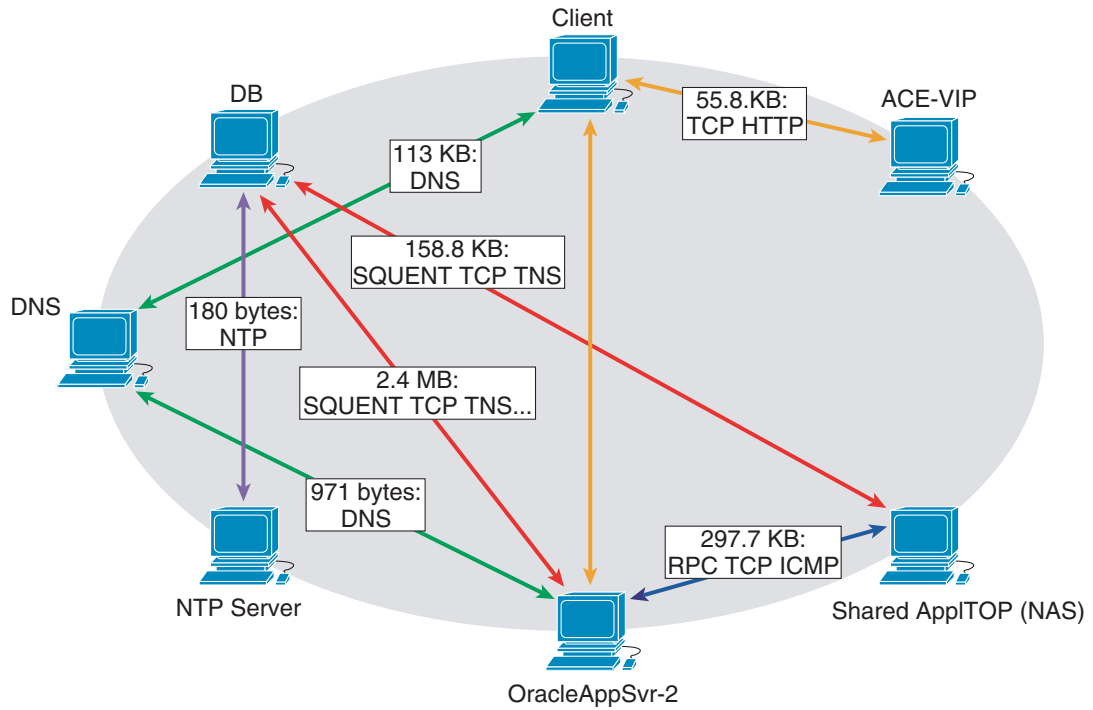 Client
DB
55.8.KB:
TCP HTTP
ACE-VIP
113 KB:
DNS
158.8 KB:
SQUENT TCP TNS
DNS
180 bytes:
NTP
2.4 MB:
SQUENT TCP TNS...
971 bytes:
DNS
297.7 KB:
RPC TCP ICMP
NTP Server
Shared ApplTOP (NAS)
OracleAppSvr-2